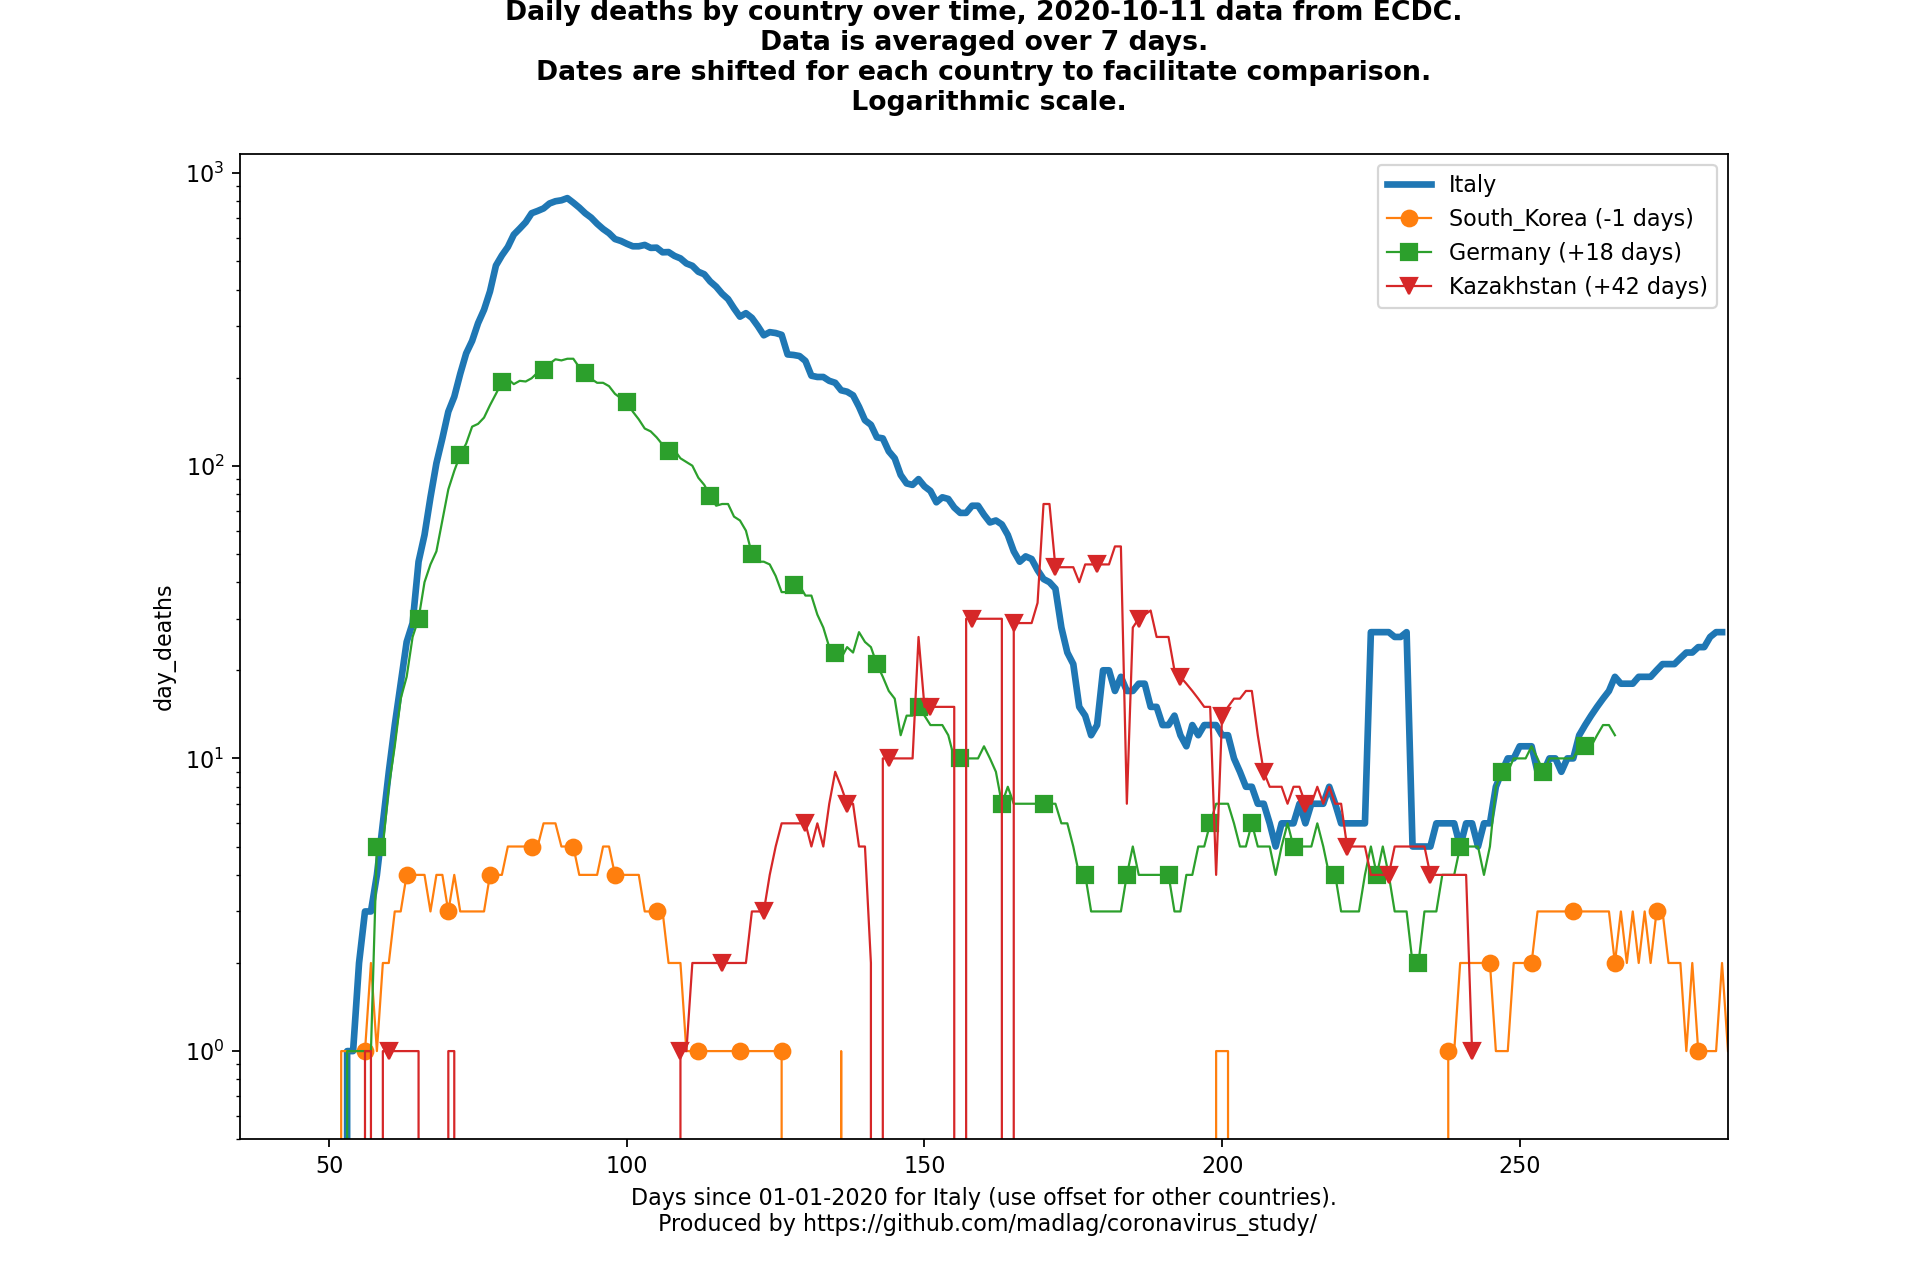 Daily deaths by country over time, 2020-10-11 data from ECDC.
Data is averaged over 7 days.
Dates are shifted for each country to facilitate comparison.
Logarithmic scale.
10³
10²
10¹
10⁰
day_deaths
Italy
South_Korea (-1 days)
Germany (+18 days)
Kazakhstan (+42 days)
50 100 150 200 250
Days since 01-01-2020 for Italy (use offset for other countries).
Produced by https://github.com/madlag/coronavirus_study/